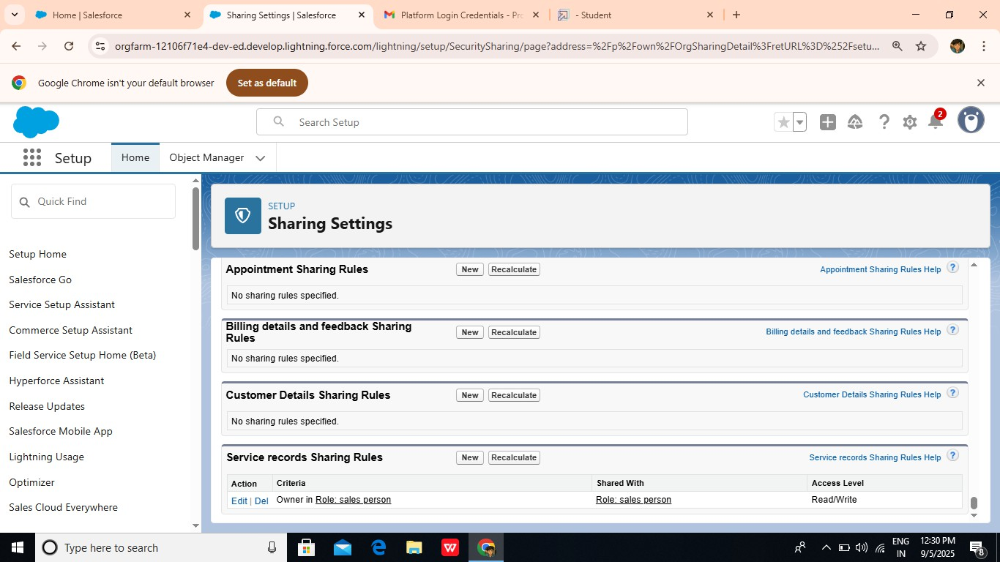 Home | Salesforce
Sharing Settings | Salesforce
Platform Login Credentials - Pr
- Student
orgfarm-12106f71e4-dev-ed.develop.lightning.force.com/lightning/setup/SecuritySharing/page?address=%2Fp%2Fown%2FOrgSharingDetail%3FretURL%3D%252Fsetu...
Google Chrome isn't your default browser
Set as default
Search Setup
2
Setup
Home
Object Manager
Quick Find
Setup Home
Salesforce Go
Service Setup Assistant
Commerce Setup Assistant
Field Service Setup Home (Beta)
Hyperforce Assistant
Release Updates
Salesforce Mobile App
Lightning Usage
Optimizer
Sales Cloud Everywhere
SETUP
Sharing Settings
Appointment Sharing Rules New Recalculate Appointment Sharing Rules Help ?
No sharing rules specified.
Billing details and feedback Sharing
Rules
New Recalculate Billing details and feedback Sharing Rules Help ?
No sharing rules specified.
Customer Details Sharing Rules New Recalculate Customer Details Sharing Rules Help ?
No sharing rules specified.
Service records Sharing Rules New Recalculate Service records Sharing Rules Help ?
Action Criteria Shared With Access Level
Edit | Del Owner in Role: sales person Role: sales person Read/Write
Type here to search
W
ENG
IN
12:30 PM
9/5/2025
8